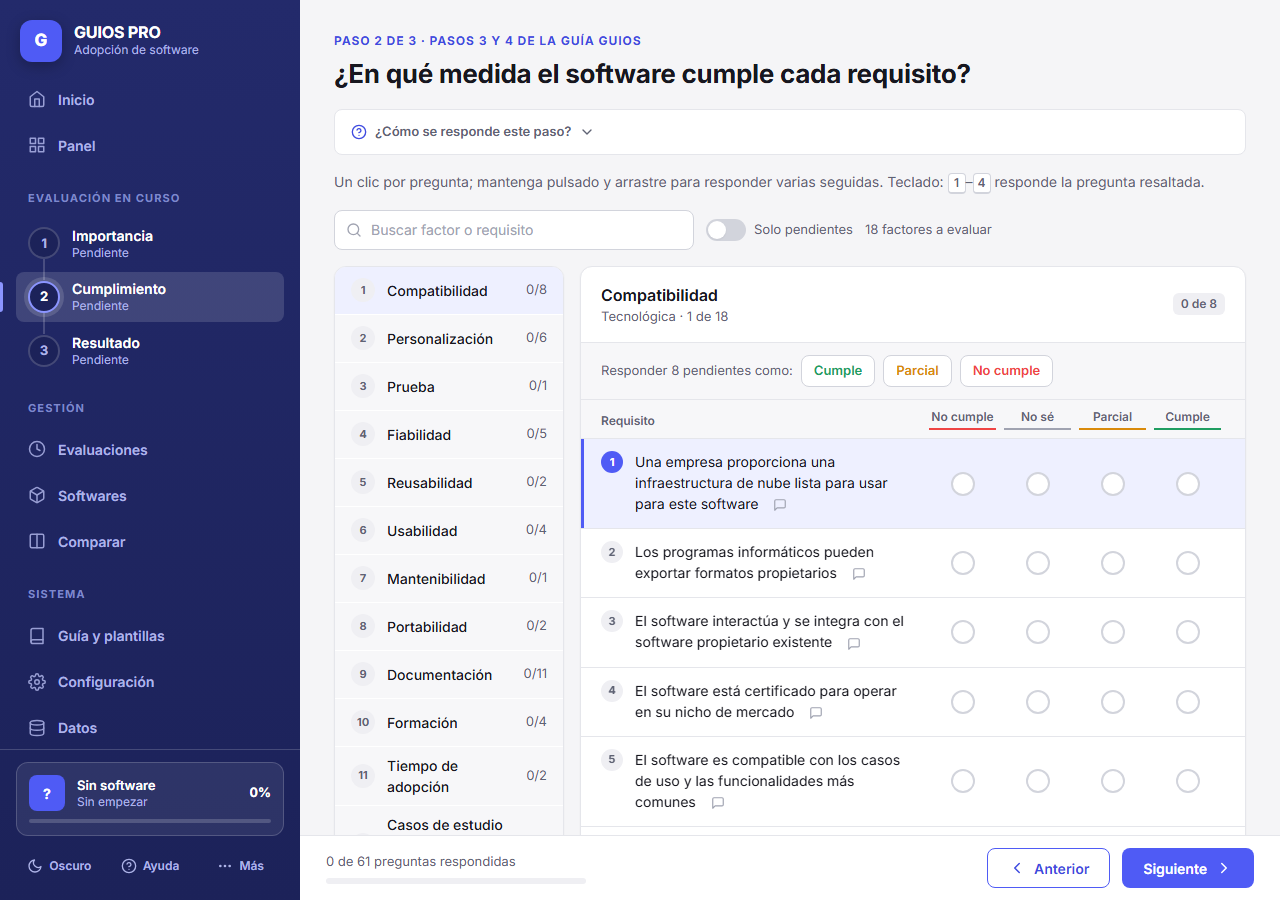 G
GUIOS PRO
Adopción de software
Inicio
Panel
EVALUACIÓN EN CURSO
1
Importancia
Pendiente
2
Cumplimiento
Pendiente
3
Resultado
Pendiente
GESTIÓN
Evaluaciones
Softwares
Comparar
SISTEMA
Guía y plantillas
Configuración
Datos
?
Sin software
Sin empezar
0%
Oscuro
Ayuda
Más
PASO 2 DE 3 · PASOS 3 Y 4 DE LA GUÍA GUIOS
¿En qué medida el software cumple cada requisito?
¿Cómo se responde este paso?
Un clic por pregunta; mantenga pulsado y arrastre para responder varias seguidas. Teclado: 1–4 responde la pregunta resaltada.
Buscar factor o requisito
Solo pendientes
18 factores a evaluar
1 Compatibilidad 0/8
2 Personalización 0/6
3 Prueba 0/1
4 Fiabilidad 0/5
5 Reusabilidad 0/2
6 Usabilidad 0/4
7 Mantenibilidad 0/1
8 Portabilidad 0/2
9 Documentación 0/11
10 Formación 0/4
11 Tiempo de
adopción 0/2
Casos de estudio
Compatibilidad
Tecnológica · 1 de 18
0 de 8
Responder 8 pendientes como: Cumple Parcial No cumple
Requisito No cumple No sé Parcial Cumple
1 Una empresa proporciona una
infraestructura de nube lista para usar
para este software
2 Los programas informáticos pueden
exportar formatos propietarios
3 El software interactúa y se integra con el
software propietario existente
4 El software está certificado para operar
en su nicho de mercado
5 El software es compatible con los casos
de uso y las funcionalidades más
comunes
0 de 61 preguntas respondidas
Anterior
Siguiente